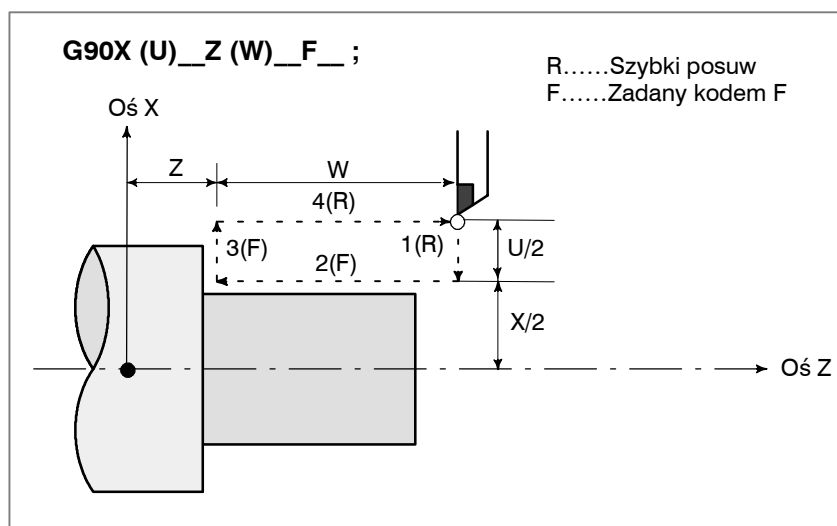 G90X (U)__Z (W)__F__ ;
R......Szybki posuw
F......Zadany kodem F
Oś X
Z
W
4(R)
3(F)
1(R)
U/2
2(F)
X/2
Oś Z